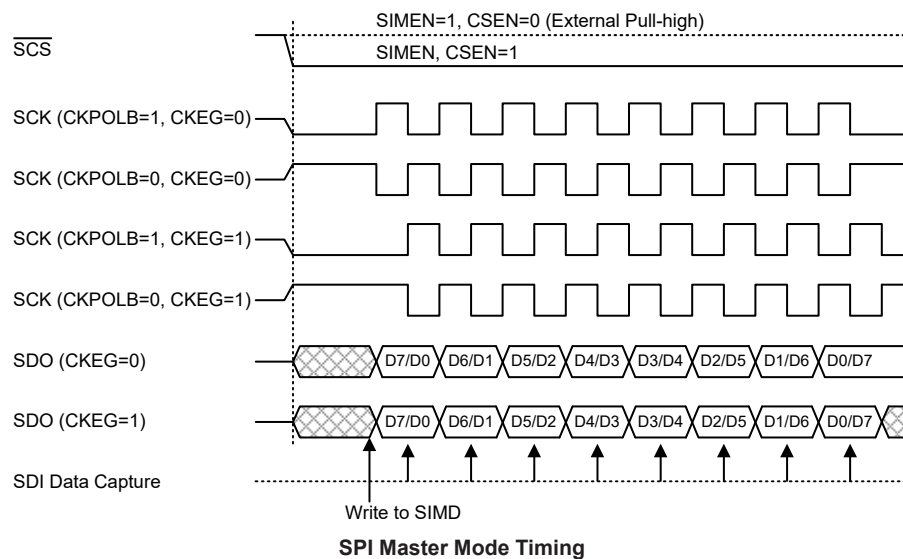 SIMEN=1, CSEN=0 (External Pull-high)
SCS
SIMEN, CSEN=1
SCK (CKPOLB=1, CKEG=0)
SCK (CKPOLB=0, CKEG=0)
SCK (CKPOLB=1, CKEG=1)
SCK (CKPOLB=0, CKEG=1)
SDO (CKEG=0) D7/D0 D6/D1 D5/D2 D4/D3 D3/D4 D2/D5 D1/D6 D0/D7
SDO (CKEG=1) D7/D0 D6/D1 D5/D2 D4/D3 D3/D4 D2/D5 D1/D6 D0/D7
SDI Data Capture
Write to SIMD
SPI Master Mode Timing